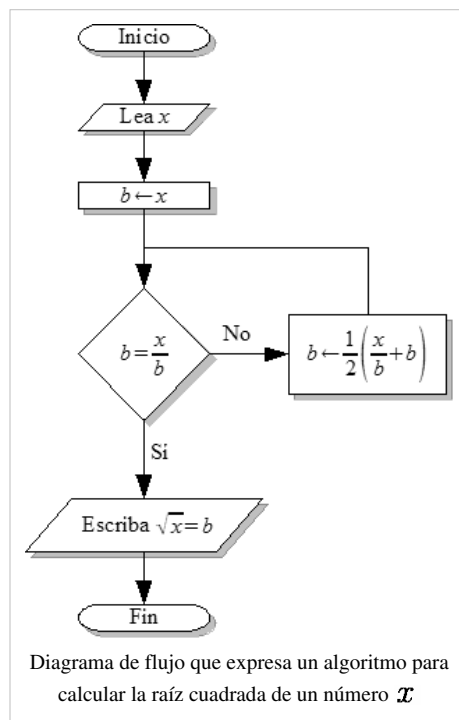 Inicio
Lea x
b ← x
b = x/b
No
b ← 1/2 (x/b + b)
Sí
Escriba √x = b
Fin
Diagrama de flujo que expresa un algoritmo para
calcular la raíz cuadrada de un número x